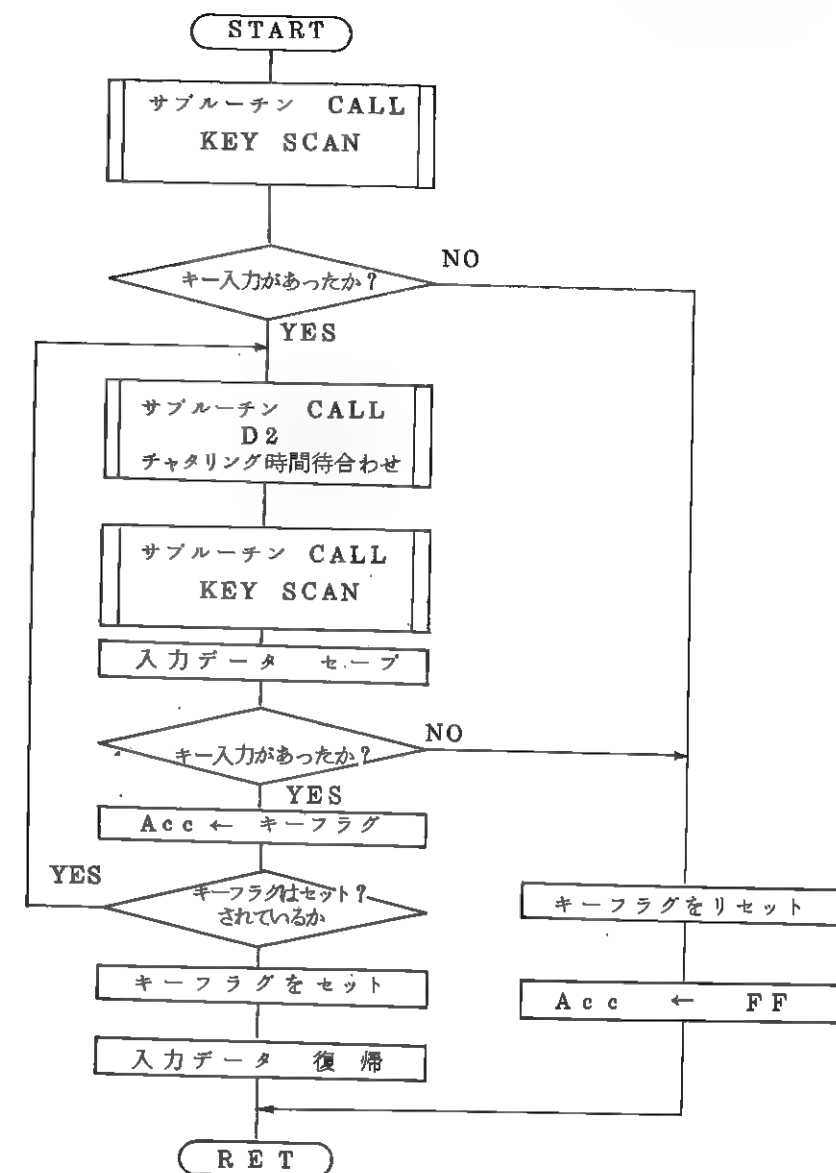 START
サブルーチン CALL
KEY SCAN
キー入力があったか?
NO
YES
サブルーチン CALL
D2
チャタリング時間待合わせ
サブルーチン CALL
KEY SCAN
入力データ セーブ
キー入力があったか?
NO
YES
Acc ← キーフラグ
YES
キーフラグはセット?
されているか
キーフラグをリセット
キーフラグをセット
Acc ← FF
入力データ 復帰
RET